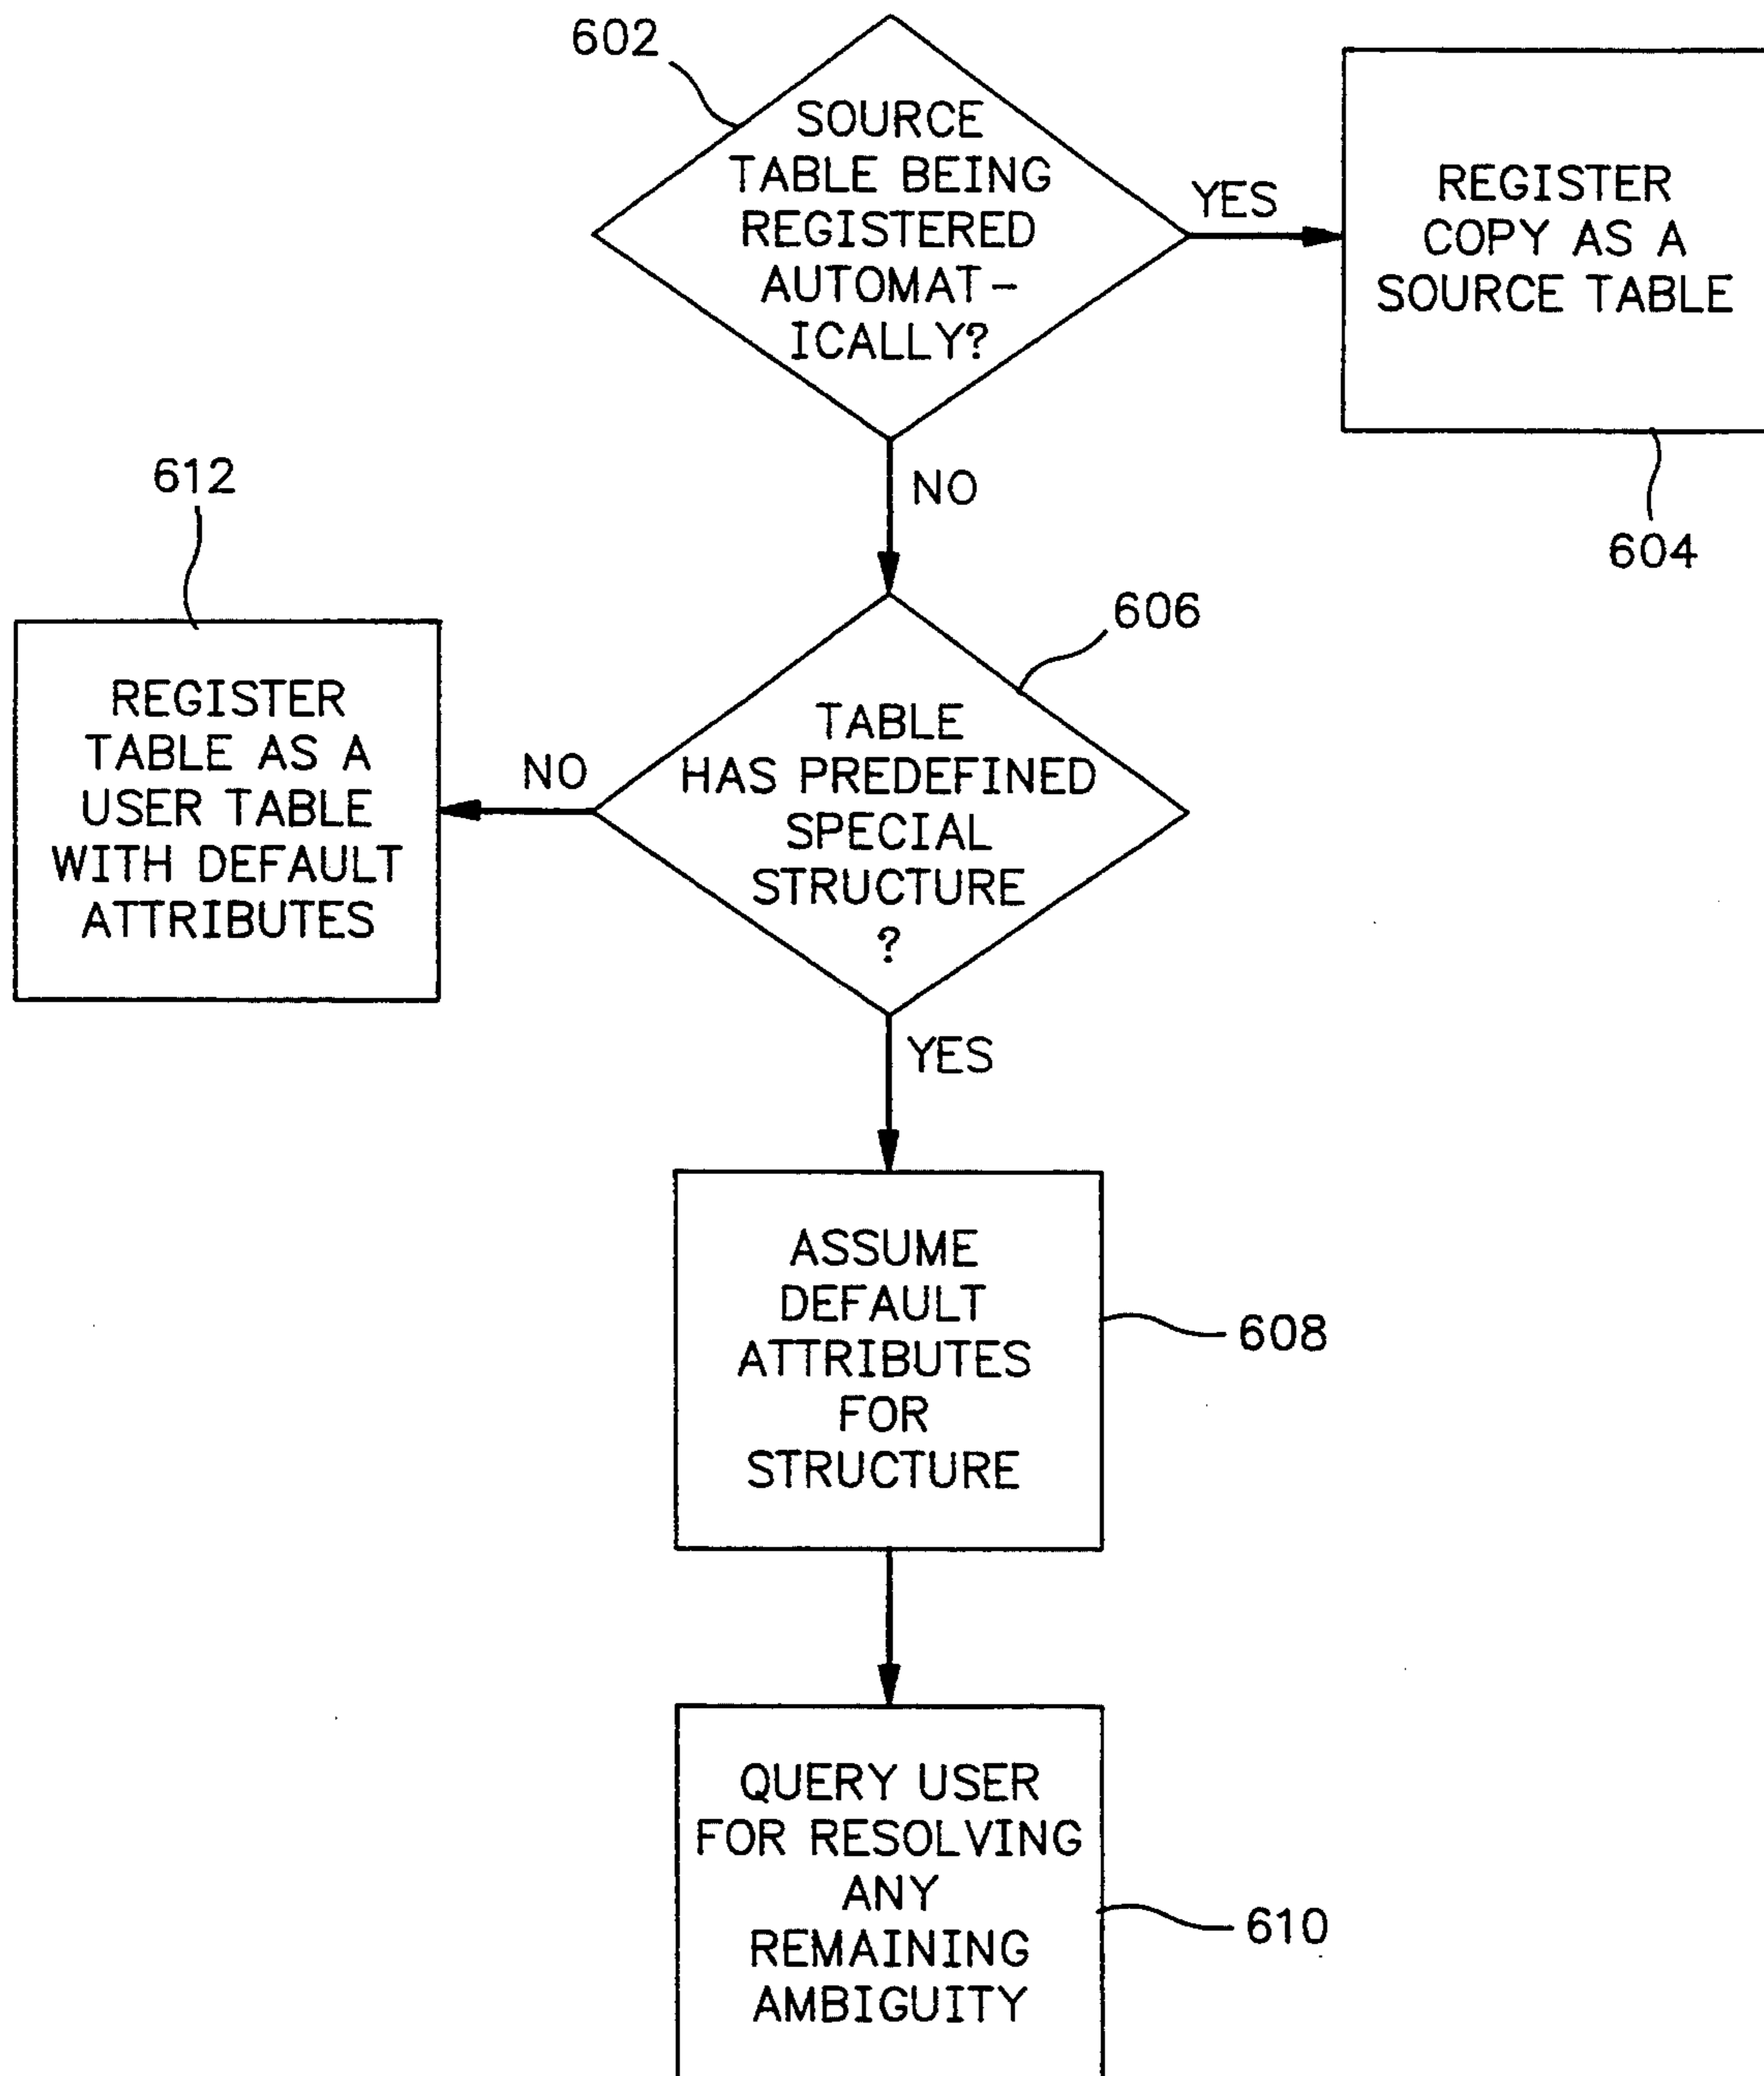 602
SOURCE
TABLE BEING
REGISTERED
AUTOMAT-
ICALLY?
YES
REGISTER
COPY AS A
SOURCE TABLE
604
NO
612
REGISTER
TABLE AS A
USER TABLE
WITH DEFAULT
ATTRIBUTES
NO
606
TABLE
HAS PREDEFINED
SPECIAL
STRUCTURE
?
YES
ASSUME
DEFAULT
ATTRIBUTES
FOR
STRUCTURE
608
QUERY USER
FOR RESOLVING
ANY
REMAINING
AMBIGUITY
610